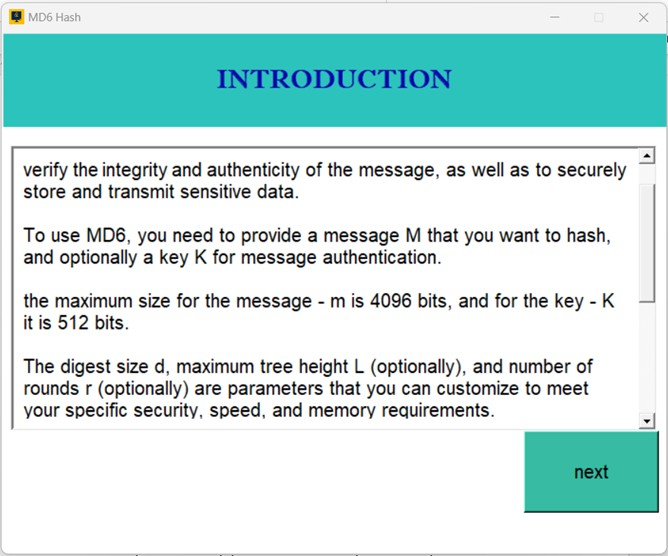 MD6 Hash
INTRODUCTION
verify the integrity and authenticity of the message, as well as to securely
store and transmit sensitive data.
To use MD6, you need to provide a message M that you want to hash,
and optionally a key K for message authentication.
the maximum size for the message - m is 4096 bits, and for the key - K
it is 512 bits.
The digest size d, maximum tree height L (optionally), and number of
rounds r (optionally) are parameters that you can customize to meet
your specific security, speed, and memory requirements.
next